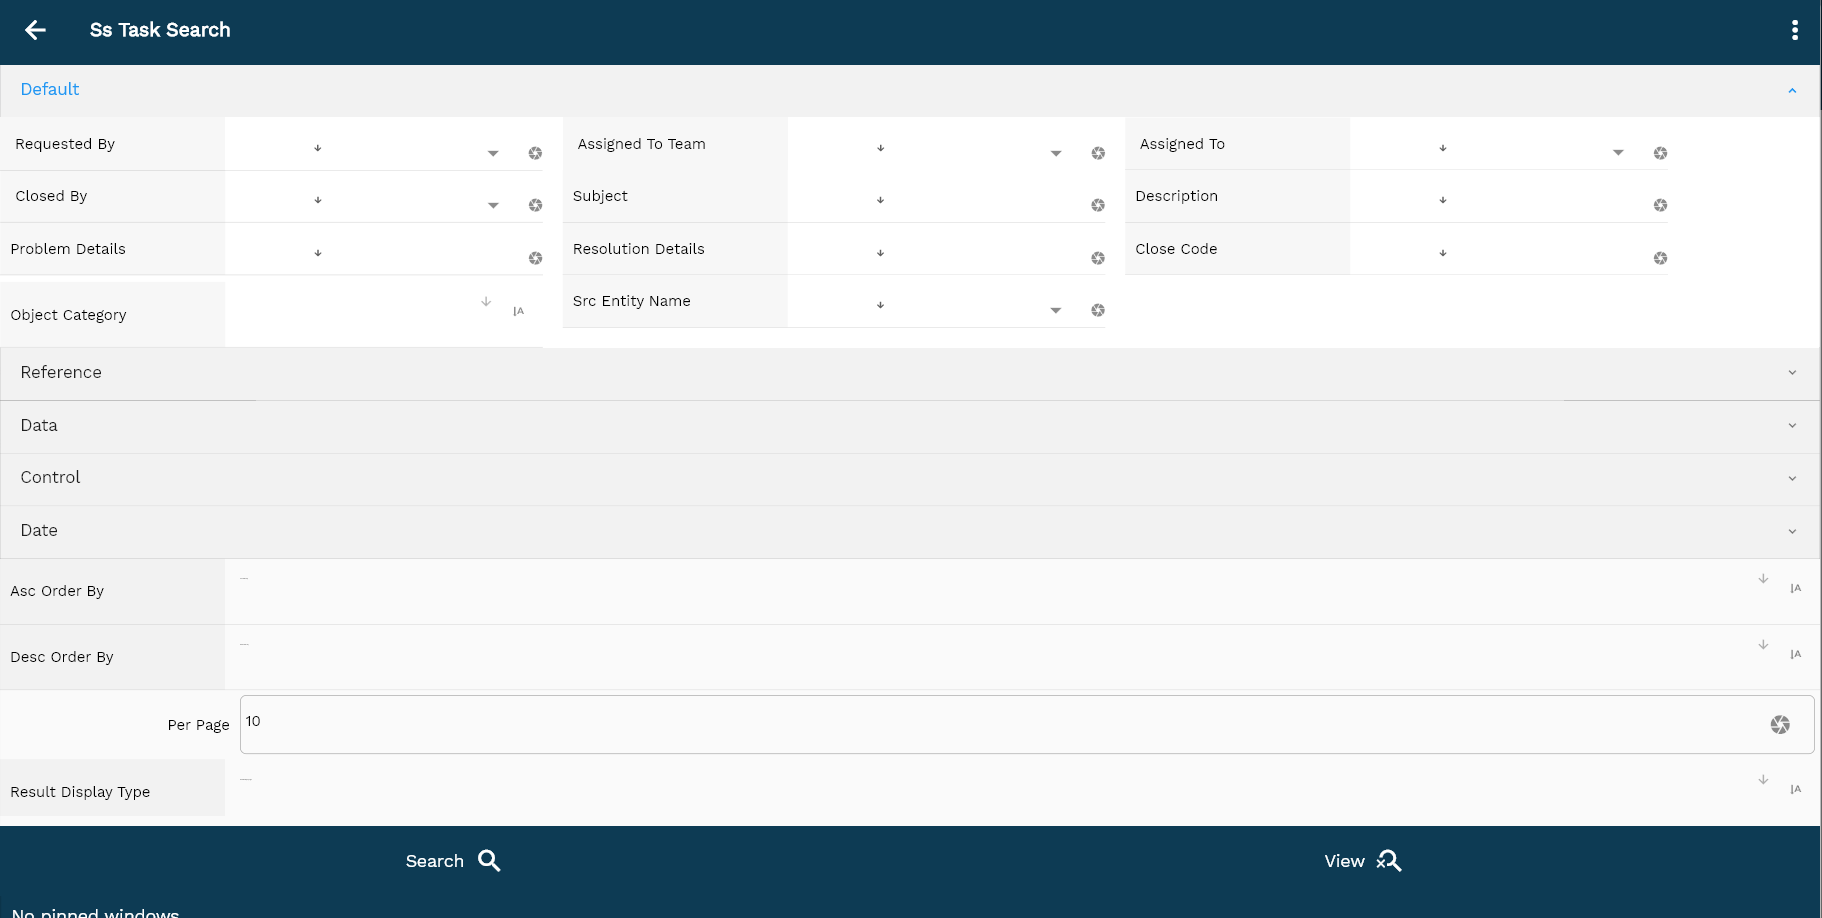 Ss Task Search
Default
Requested By
Assigned To Team
Assigned To
Closed By
Subject
Description
Problem Details
Resolution Details
Close Code
Object Category
Src Entity Name
Reference
Data
Control
Date
Asc Order By
Desc Order By
Per Page 10
Result Display Type
Search
View
No pinned windows